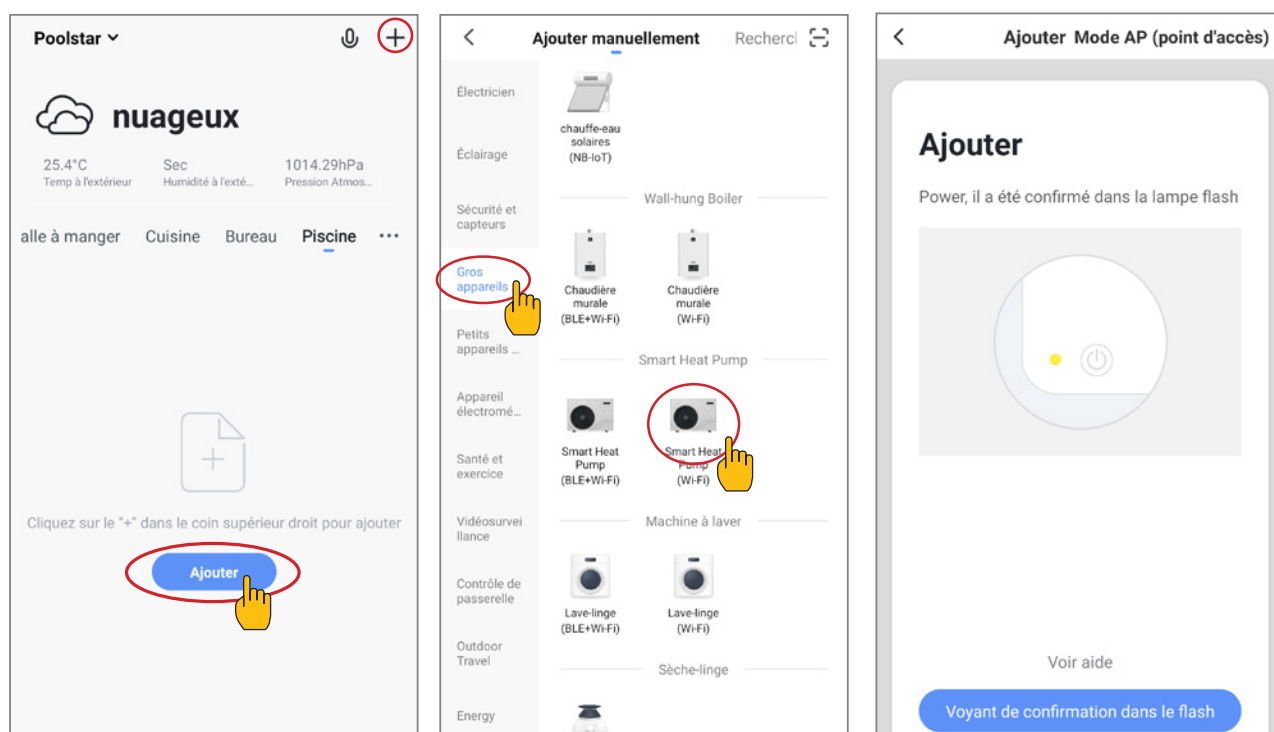 Poolstar
nuageux
25.4°C Sec 1014.29hPa
Temp à l'extérieur Humidité à l'exté... Pression Atmos...
alle à manger Cuisine Bureau Piscine ...
Cliquez sur le "+" dans le coin supérieur droit pour ajouter
Ajouter
Ajouter manuellement Rechercl
Électricien
Éclairage
Sécurité et
capteurs
Gros
appareils
Petits
appareils ...
Appareil
électromé...
Santé et
exercice
Vidéosurvei
llance
Contrôle de
passerelle
Outdoor
Travel
Energy
chauffe-eau
solaires
(NB-IoT)
Wall-hung Boiler
Chaudière
murale
(BLE+Wi-Fi)
Chaudière
murale
(Wi-Fi)
Smart Heat Pump
Smart Heat
Pump
(BLE+Wi-Fi)
Smart Heat
Pump
(Wi-Fi)
Machine à laver
Lave-linge
(BLE+Wi-Fi)
Lave-linge
(Wi-Fi)
Sèche-linge
Ajouter Mode AP (point d'accès)
Ajouter
Power, il a été confirmé dans la lampe flash
Voir aide
Voyant de confirmation dans le flash